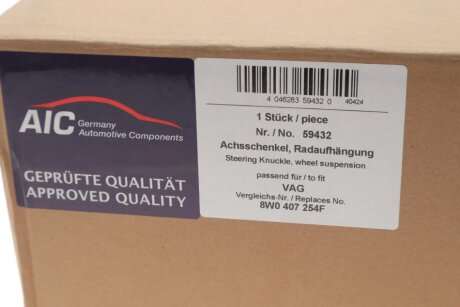 AIC Germany
Automotive Components
GEPRÜFTE QUALITÄT
APPROVED QUALITY
4 046283 59432 0 40424
1 Stück / piece
Nr. / No. 59432
Achsschenkel, Radaufhängung
Steering Knuckle, wheel suspension
passend für / to fit
VAG
Vergleichs-Nr. / Replaces No.
8W0 407 254F